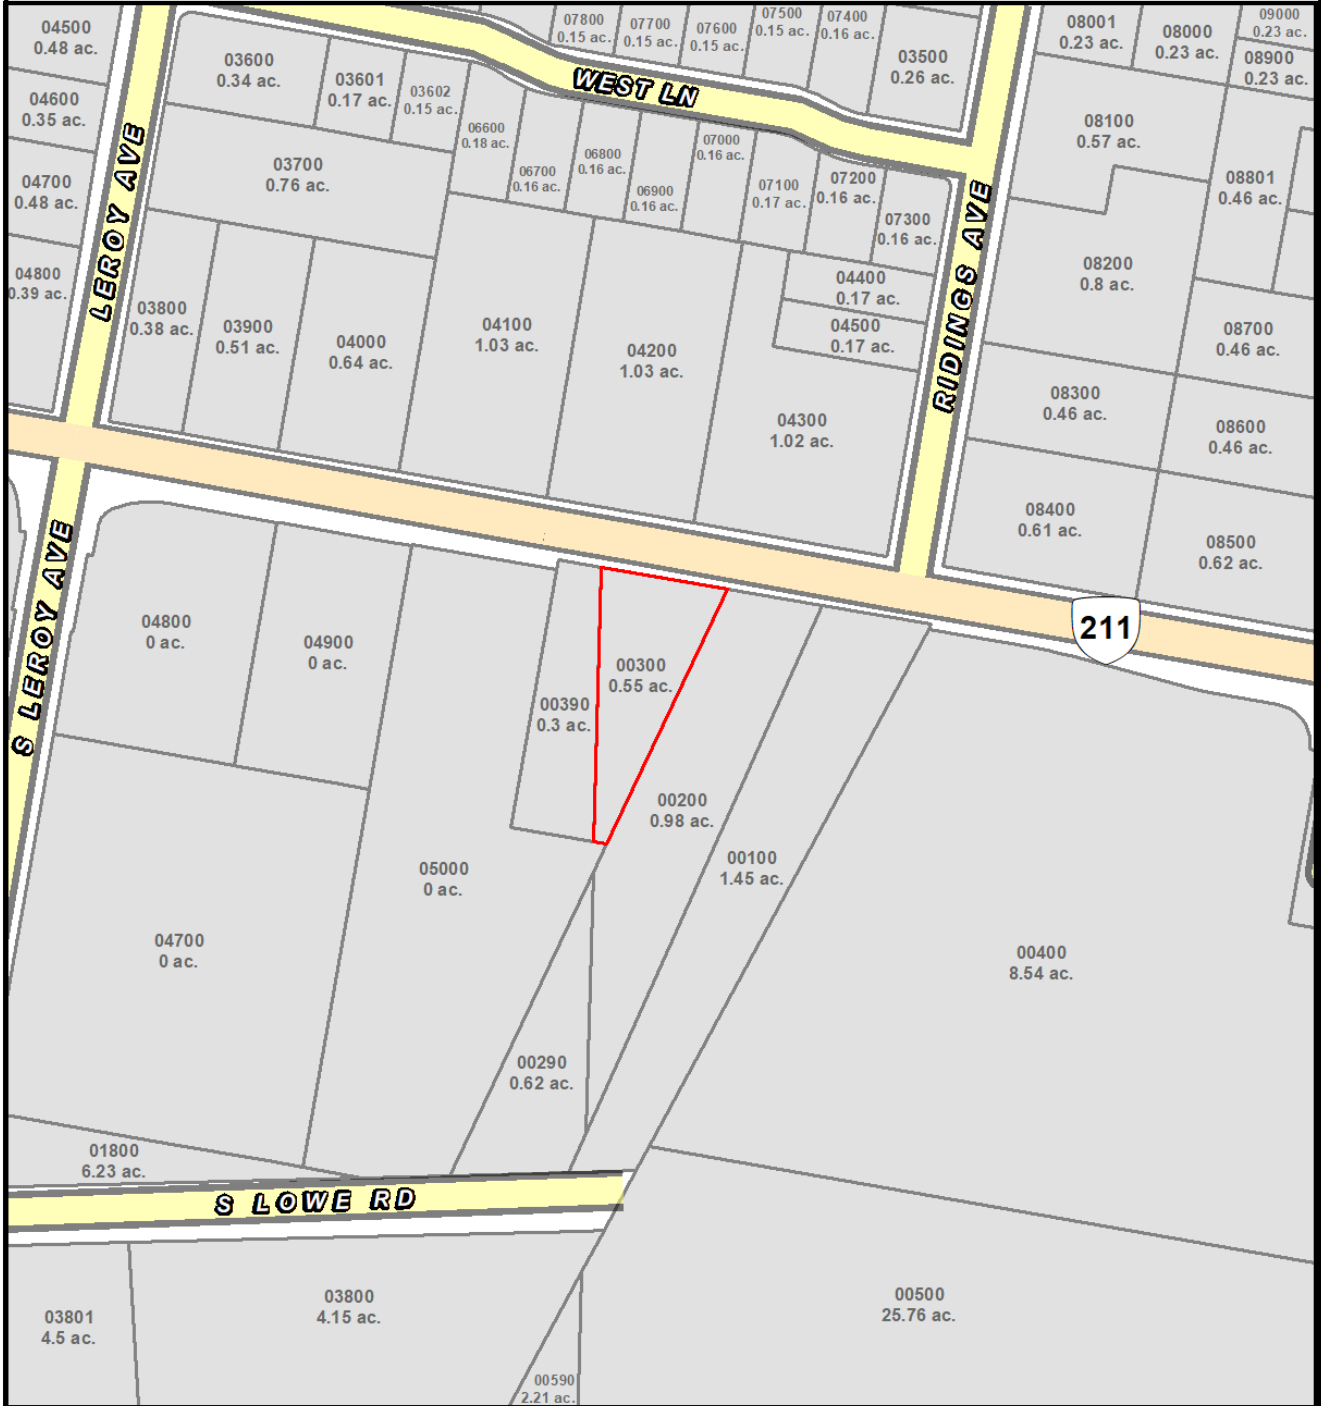 04500
0.48 ac.
04600
0.35 ac.
04700
0.48 ac.
04800
0.39 ac.
LEROY AVE
03600
0.34 ac.
03601
0.17 ac.
03602
0.15 ac.
03700
0.76 ac.
03800
0.38 ac.
03900
0.51 ac.
04000
0.64 ac.
07800
0.15 ac.
07700
0.15 ac.
07600
0.15 ac.
07500
0.15 ac.
07400
0.16 ac.
03500
0.26 ac.
WEST LN
06600
0.18 ac.
06700
0.16 ac.
06800
0.16 ac.
06900
0.16 ac.
07000
0.16 ac.
07100
0.17 ac.
07200
0.16 ac.
07300
0.16 ac.
04100
1.03 ac.
04200
1.03 ac.
04400
0.17 ac.
04500
0.17 ac.
04300
1.02 ac.
RIDINGS AVE
08001
0.23 ac.
08000
0.23 ac.
09000
0.23 ac.
08900
0.23 ac.
08100
0.57 ac.
08801
0.46 ac.
08200
0.8 ac.
08700
0.46 ac.
08300
0.46 ac.
08600
0.46 ac.
08400
0.61 ac.
08500
0.62 ac.
211
S LEROY AVE
04800
0 ac.
04900
0 ac.
00390
0.3 ac.
00300
0.55 ac.
00200
0.98 ac.
00100
1.45 ac.
05000
0 ac.
04700
0 ac.
00400
8.54 ac.
00290
0.62 ac.
01800
6.23 ac.
S LOWE RD
03801
4.5 ac.
03800
4.15 ac.
00590
2.21 ac.
00500
25.76 ac.